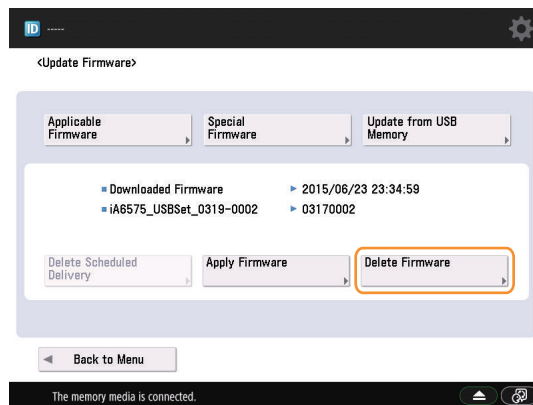 ID -----
<Update Firmware>
Applicable
Firmware
Special
Firmware
Update from USB
Memory
Downloaded Firmware 2015/06/23 23:34:59
iA6575_USBSet_0319-0002 03170002
Delete Scheduled
Delivery
Apply Firmware
Delete Firmware
Back to Menu
The memory media is connected.